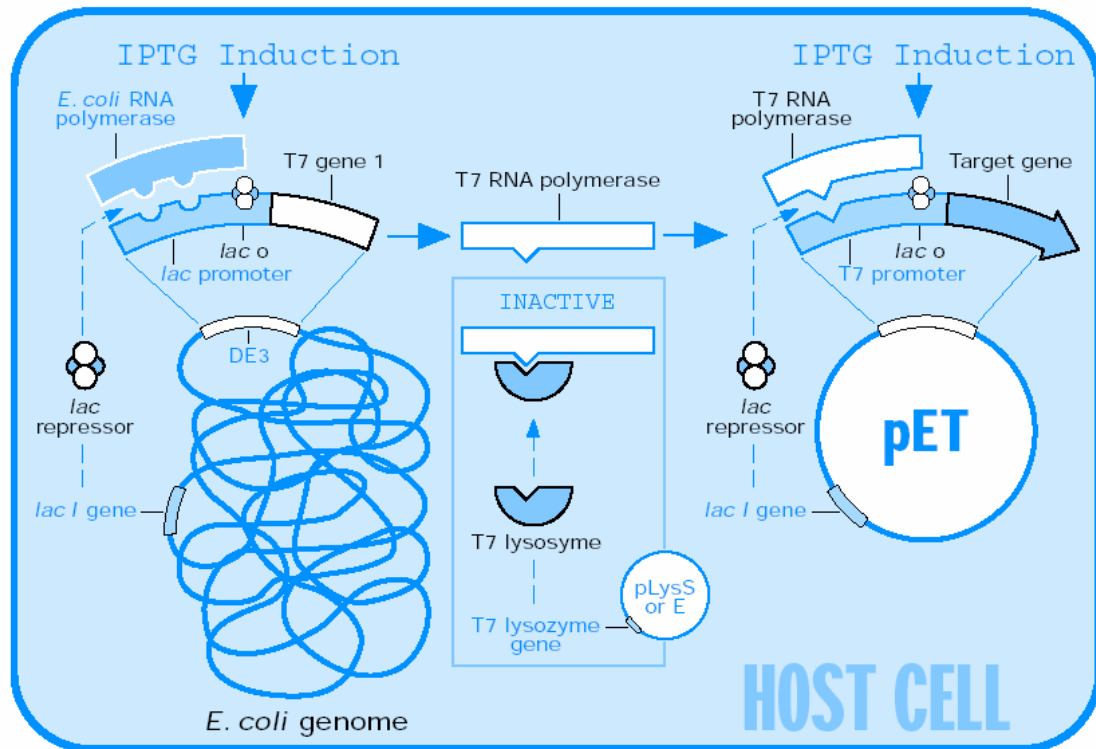 IPTG Induction
E. coli RNA
polymerase
T7 gene 1
lac o
lac promoter
DE3
lac
repressor
lac I gene
E. coli genome
T7 RNA polymerase
INACTIVE
T7 lysosyme
pLysS
or E
T7 lysozyme
gene
IPTG Induction
T7 RNA
polymerase
Target gene
lac o
T7 promoter
lac
repressor
pET
lac I gene
HOST CELL